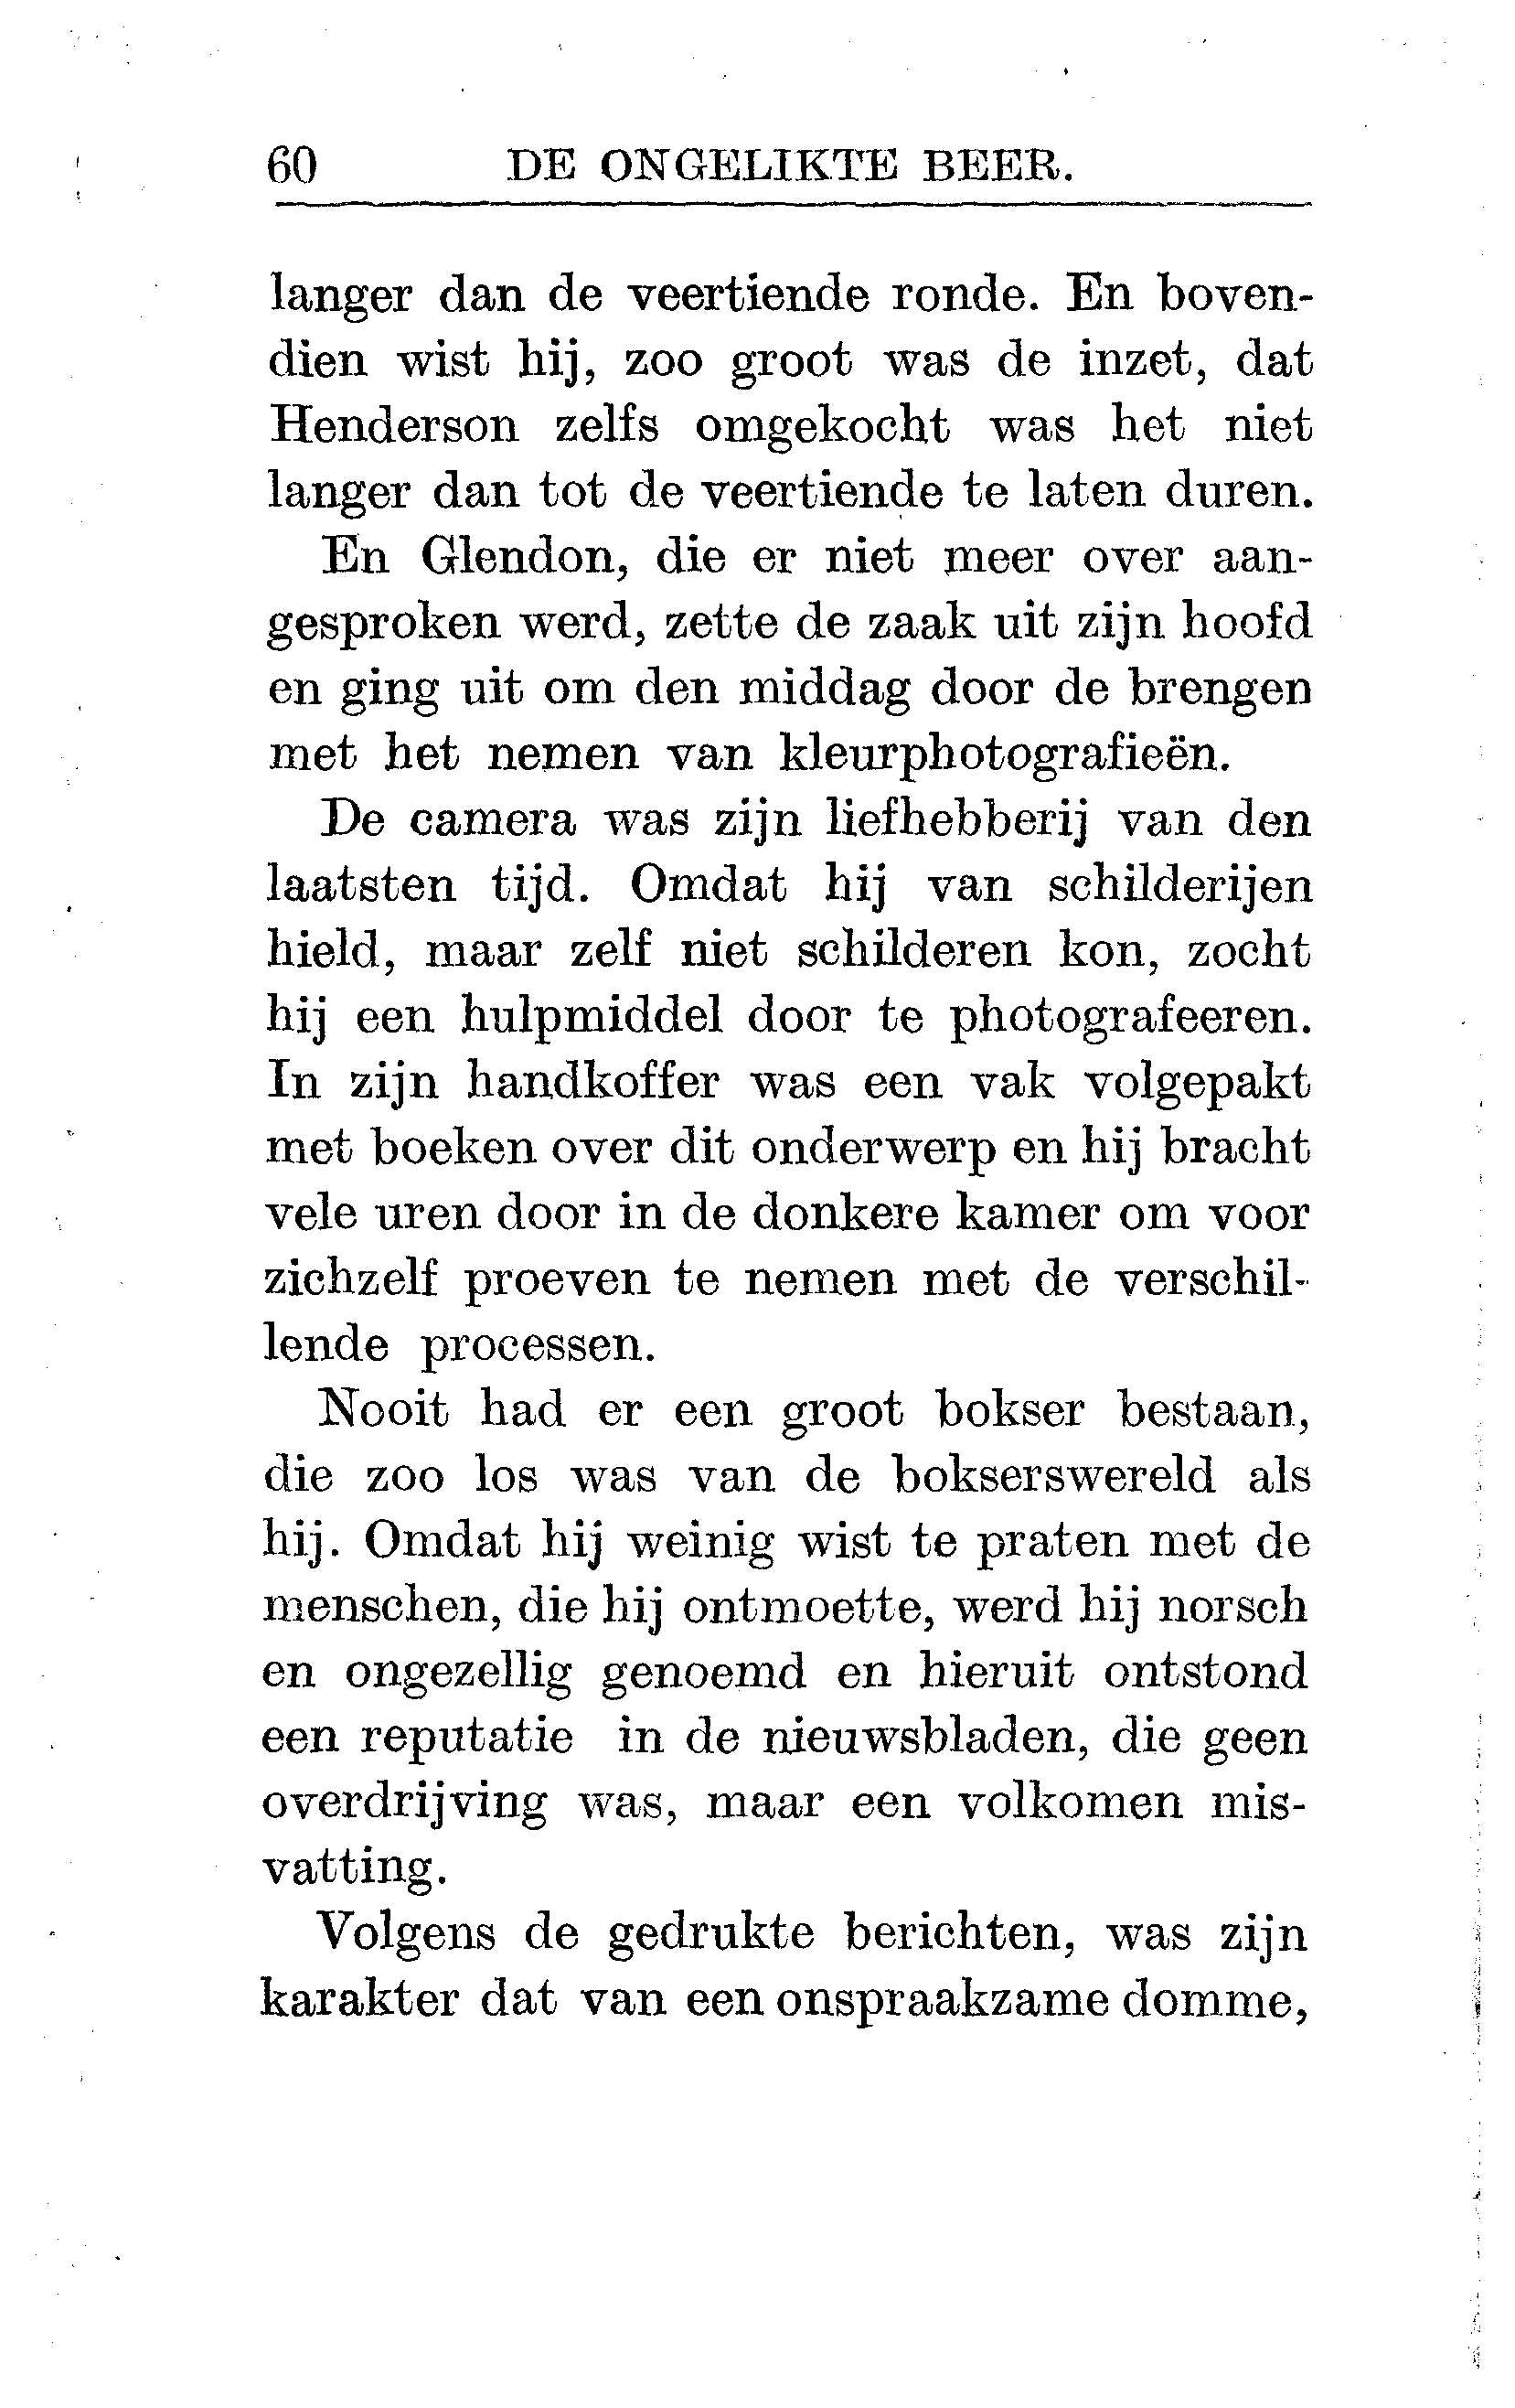 60 DE ONGELIKTE BEER.
langer dan de veertiende ronde. En boven-
dien wist hij, zoo groot was de inzet, dat
Henderson zelfs omgekocht was het niet
langer dan tot de veertiende te laten duren.
En Glendon, die er niet meer over aan-
gesproken werd, zette de zaak uit zijn hoofd
en ging uit om den middag door de brengen
met het nemen van kleurphotografieën.
De camera was zijn liefhebberij van den
laatsten tijd. Omdat hij van schilderijen
hield, maar zelf niet schilderen kon, zocht
hij een hulpmiddel door te photografeeren.
In zijn handkoffer was een vak volgepakt
met boeken over dit onderwerp en hij bracht
vele uren door in de donkere kamer om voor
zichzelf proeven te nemen met de verschil-
lende processen.
Nooit had er een groot bokser bestaan,
die zoo los was van de bokserswereld als
hij. Omdat hij weinig wist te praten met de
menschen, die hij ontmoette, werd hij norsch
en ongezellig genoemd en hieruit ontstond
een reputatie in de nieuwsbladen, die geen
overdrijving was, maar een volkomen mis-
vatting.
Volgens de gedrukte berichten, was zijn
karakter dat van een onspraakzame domme,